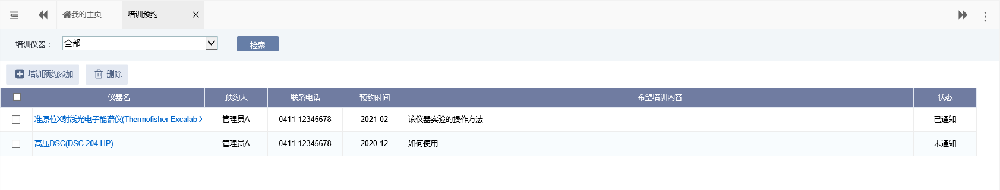 我的主页 培训预约
培训仪器： 全部 检索
培训预约添加 删除
仪器名 预约人 联系电话 预约时间 希望培训内容 状态
准原位X射线光电子能谱仪(Thermofisher Excalab X 管理员A 0411-12345678 2021-02 该仪器实验的操作方法 已通知
高压DSC(DSC 204 HP) 管理员A 0411-12345678 2020-12 如何使用 未通知